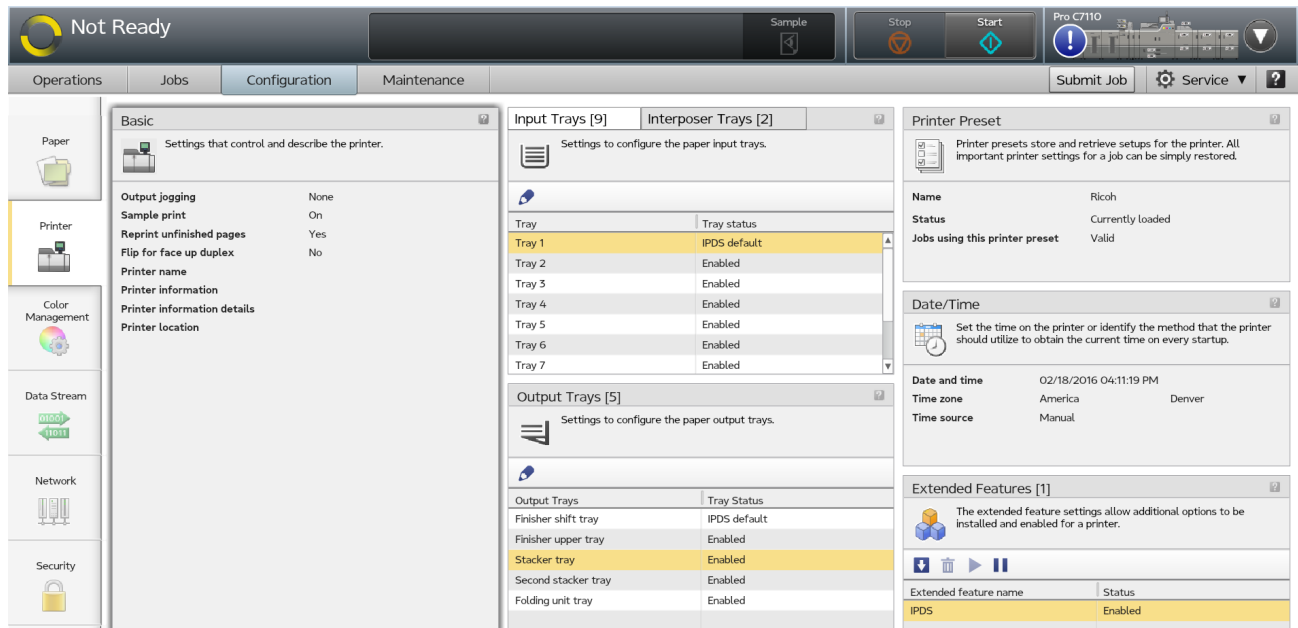 Not Ready
Sample
Stop
Start
Pro C7110
Operations
Jobs
Configuration
Maintenance
Submit Job
Service
?
Paper
Printer
Color
Management
Data Stream
Network
Security
Basic
Settings that control and describe the printer.
Output jogging None
Sample print On
Reprint unfinished pages Yes
Flip for face up duplex No
Printer name
Printer information
Printer information details
Printer location
Input Trays [9]
Interposer Trays [2]
Settings to configure the paper input trays.
Tray Tray status
Tray 1 IPDS default
Tray 2 Enabled
Tray 3 Enabled
Tray 4 Enabled
Tray 5 Enabled
Tray 6 Enabled
Tray 7 Enabled
Output Trays [5]
Settings to configure the paper output trays.
Output Trays Tray Status
Finisher shift tray IPDS default
Finisher upper tray Enabled
Stacker tray Enabled
Second stacker tray Enabled
Folding unit tray Enabled
Printer Preset
Printer presets store and retrieve setups for the printer. All
important printer settings for a job can be simply restored.
Name Ricoh
Status Currently loaded
Jobs using this printer preset Valid
Date/Time
Set the time on the printer or identify the method that the printer
should utilize to obtain the current time on every startup.
Date and time 02/18/2016 04:11:19 PM
Time zone America Denver
Time source Manual
Extended Features [1]
The extended feature settings allow additional options to be
installed and enabled for a printer.
Extended feature name Status
IPDS Enabled